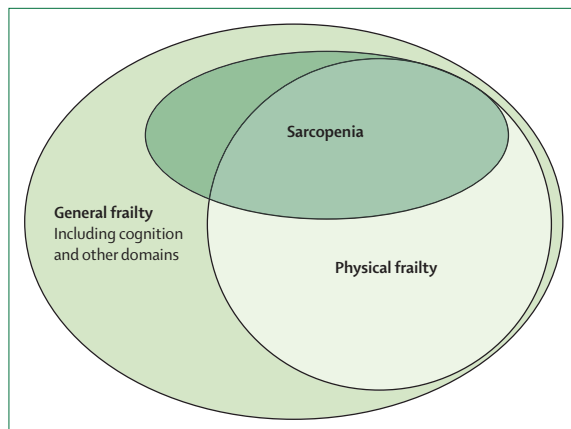 Sarcopenia
General frailty
Including cognition
and other domains
Physical frailty